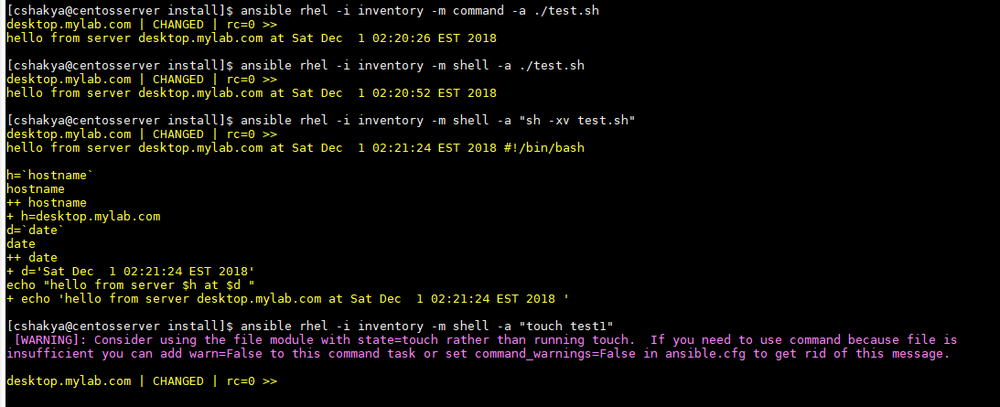 [cshakya@centosserver install]$ ansible rhel -i inventory -m command -a ./test.sh
desktop.mylab.com | CHANGED | rc=0 >>
hello from server desktop.mylab.com at Sat Dec  1 02:20:26 EST 2018
[cshakya@centosserver install]$ ansible rhel -i inventory -m shell -a ./test.sh
desktop.mylab.com | CHANGED | rc=0 >>
hello from server desktop.mylab.com at Sat Dec  1 02:20:52 EST 2018
[cshakya@centosserver install]$ ansible rhel -i inventory -m shell -a "sh -xv test.sh"
desktop.mylab.com | CHANGED | rc=0 >>
hello from server desktop.mylab.com at Sat Dec  1 02:21:24 EST 2018 #!/bin/bash
h=`hostname`
hostname
++ hostname
+ h=desktop.mylab.com
d=`date`
date
++ date
+ d='Sat Dec  1 02:21:24 EST 2018'
echo "hello from server $h at $d "
+ echo 'hello from server desktop.mylab.com at Sat Dec  1 02:21:24 EST 2018 '
[cshakya@centosserver install]$ ansible rhel -i inventory -m shell -a "touch test1"
 [WARNING]: Consider using the file module with state=touch rather than running touch.  If you need to use command because file is
insufficient you can add warn=False to this command task or set command_warnings=False in ansible.cfg to get rid of this message.
desktop.mylab.com | CHANGED | rc=0 >>